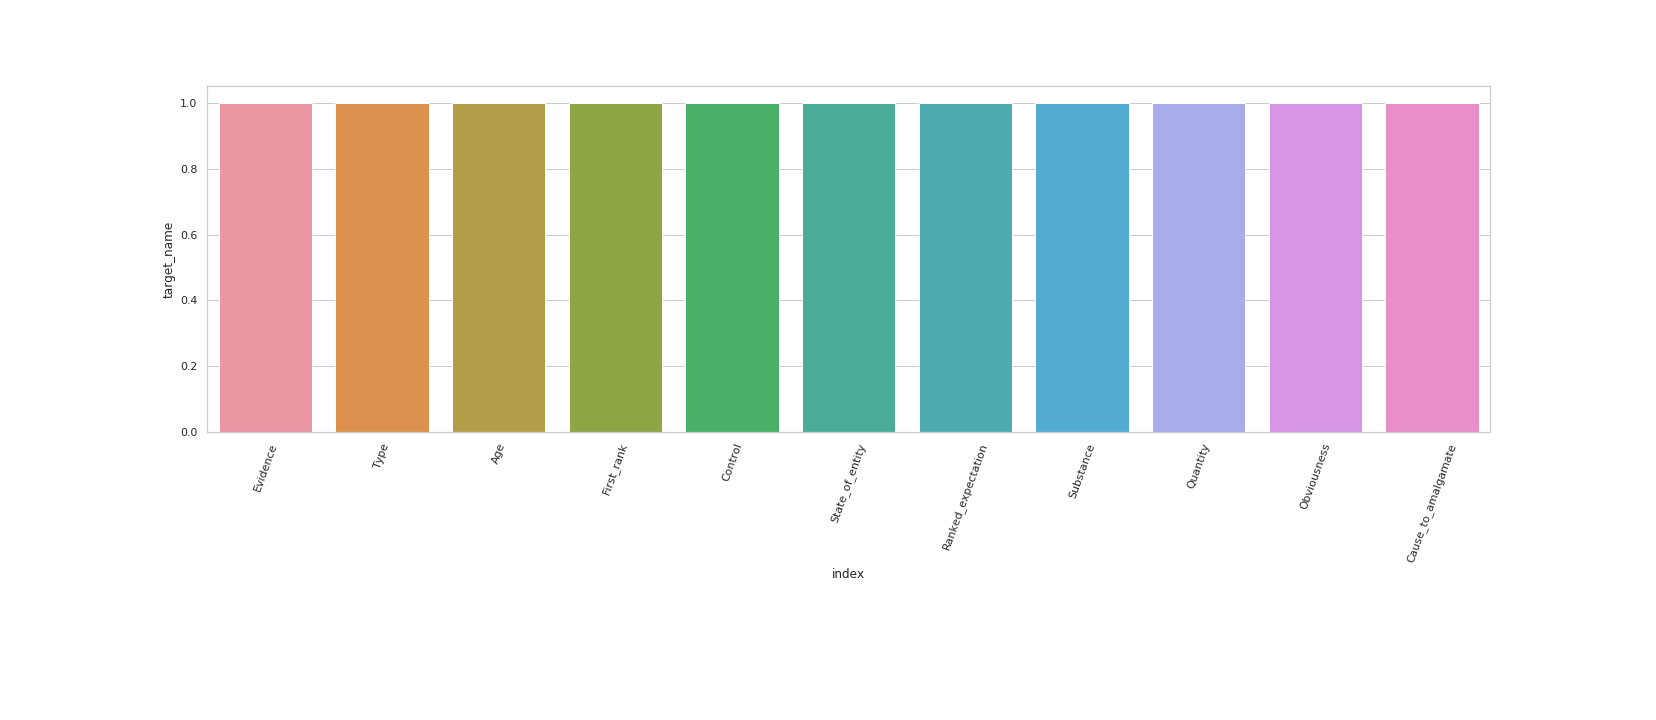 1.0
0.8
0.6
0.4
0.2
0.0
target_name
Evidence
Type
Age
First_rank
Control
State_of_entity
Ranked_expectation
Substance
Quantity
Obviousness
Cause_to_amalgamate
index